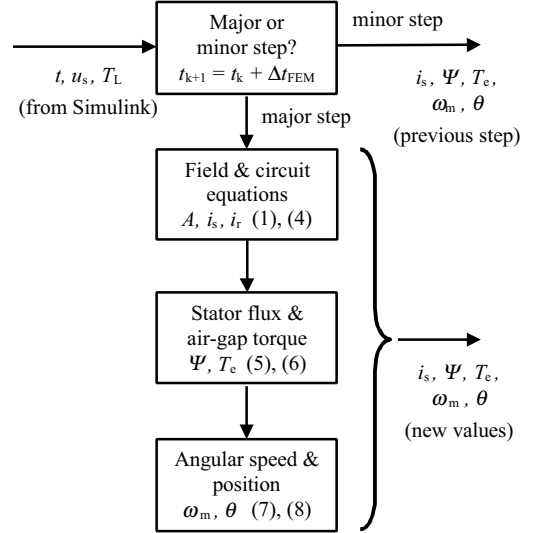 Major or
minor step?
t_{k+1} = t_k + Δt_{FEM}
minor step
t, u_s, T_L
(from Simulink)
i_s, Ψ, T_e,
ω_m, θ
(previous step)
major step
Field & circuit
equations
A, i_s, i_r (1), (4)
Stator flux &
air-gap torque
Ψ, T_e (5), (6)
i_s, Ψ, T_e,
ω_m, θ
(new values)
Angular speed &
position
ω_m, θ (7), (8)